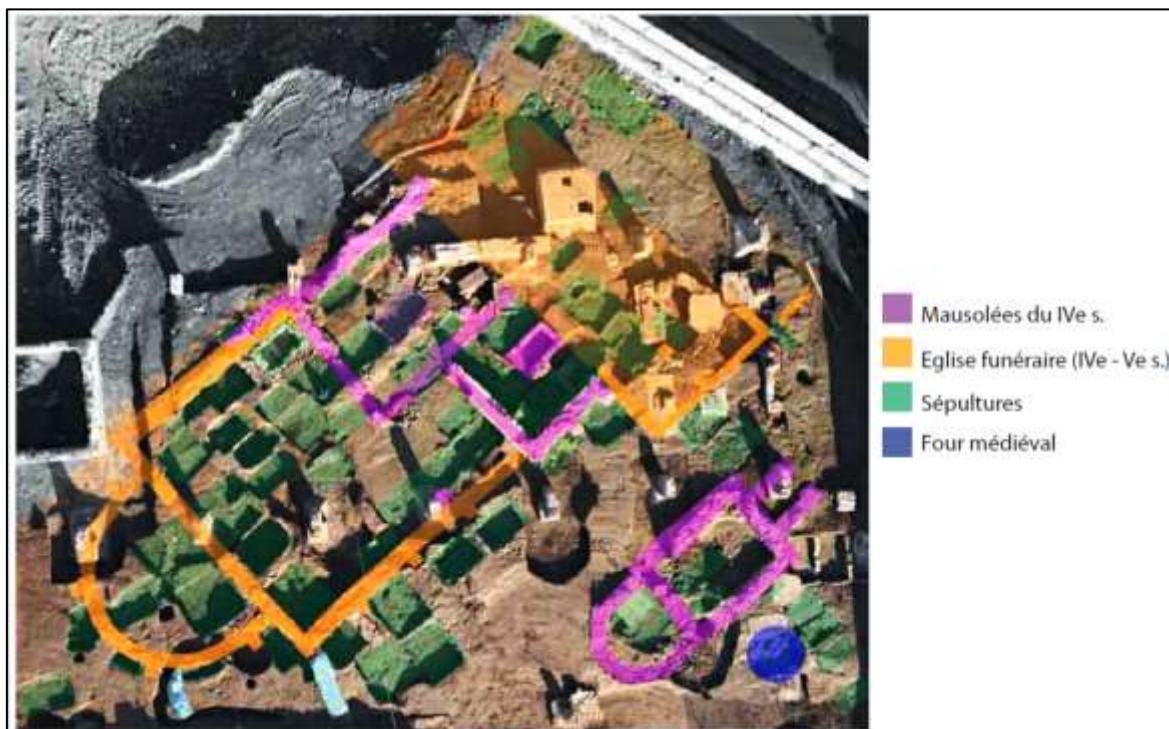 Mausolées du IVe s.
Eglise funéraire (IVe - Ve s.)
Sépultures
Four médiéval